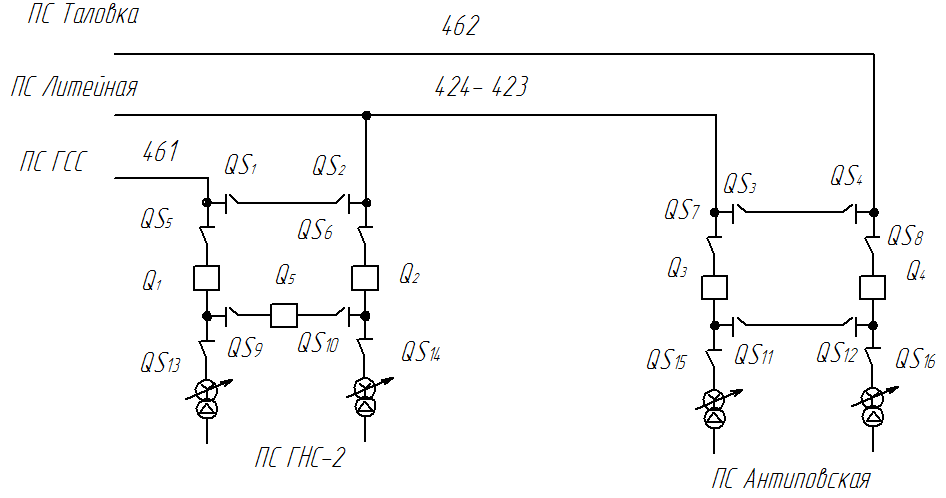 ПС Таловка
462
ПС Литейная
424-423
ПС ГСС
461
QS1
QS2
QS3
QS4
QS5
QS6
QS7
QS8
Q1
Q5
Q2
Q3
Q4
QS13
QS9
QS10
QS14
QS15
QS11
QS12
QS16
ПС ГНС-2
ПС Антиповская